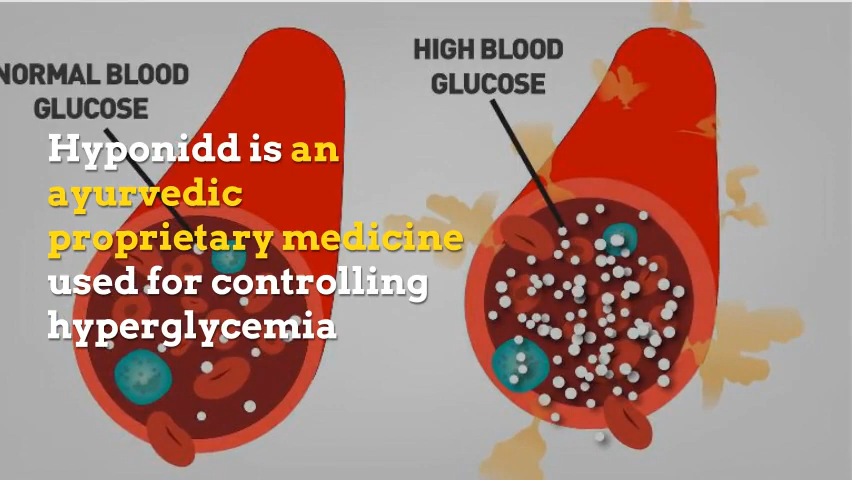 NORMAL BLOOD
GLUCOSE
HIGH BLOOD
GLUCOSE
Hyponidd is an
ayurvedic
proprietary medicine
used for controlling
hyperglycemia